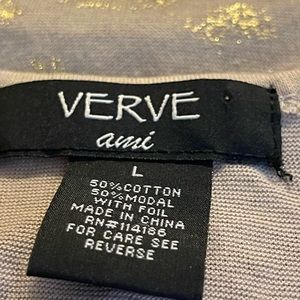 VERVE
ami
L
50%COTTON
50%MODAL
WITH FOIL
MADE IN CHINA
RN#114186
FOR CARE SEE
REVERSE